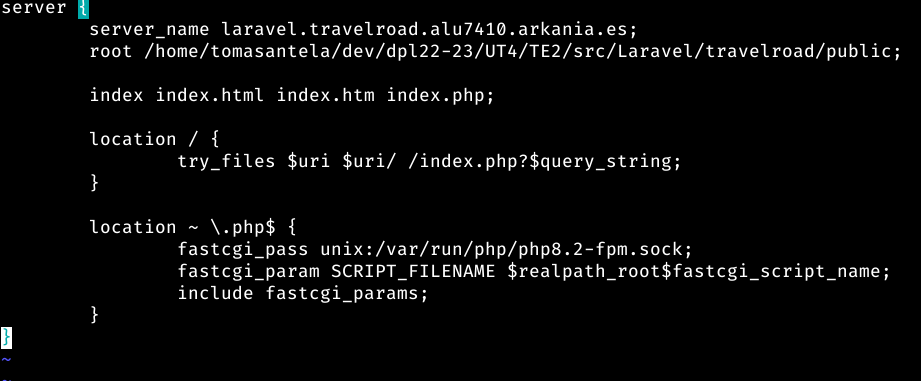 server {
        server_name laravel.travelroad.alu7410.arkania.es;
        root /home/tomasantela/dev/dpl22-23/UT4/TE2/src/Laravel/travelroad/public;

        index index.html index.htm index.php;

        location / {
                try_files $uri $uri/ /index.php?$query_string;
        }

        location ~ \.php$ {
                fastcgi_pass unix:/var/run/php/php8.2-fpm.sock;
                fastcgi_param SCRIPT_FILENAME $realpath_root$fastcgi_script_name;
                include fastcgi_params;
        }
}
~
~